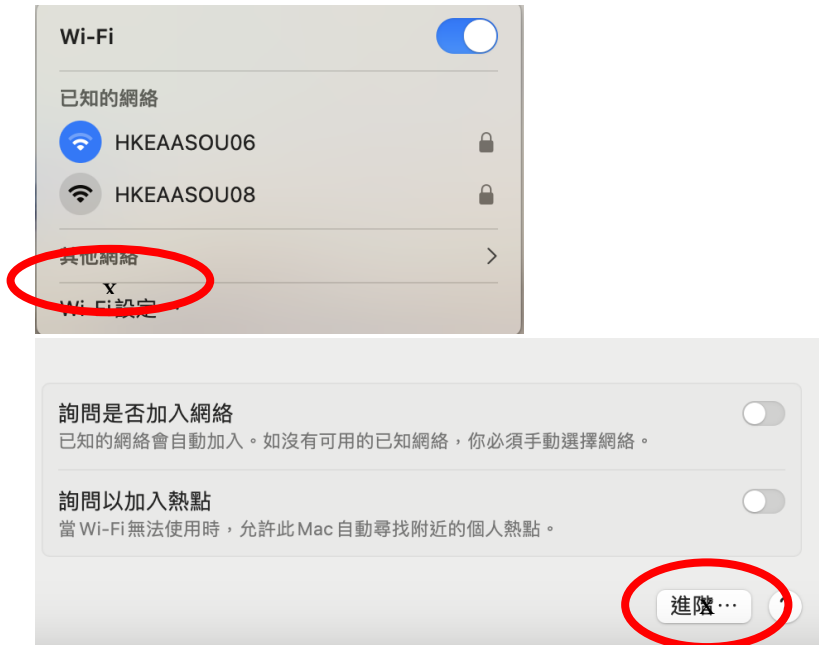 Wi-Fi
已知的網絡
HKEAASOU06
HKEAASOU08
其他網絡
x
Wi-Fi設定…
詢問是否加入網絡
已知的網絡會自動加入。如沒有可用的已知網絡，你必須手動選擇網絡。
詢問以加入熱點
當 Wi-Fi 無法使用時，允許此 Mac 自動尋找附近的個人熱點。
進階… ?
x